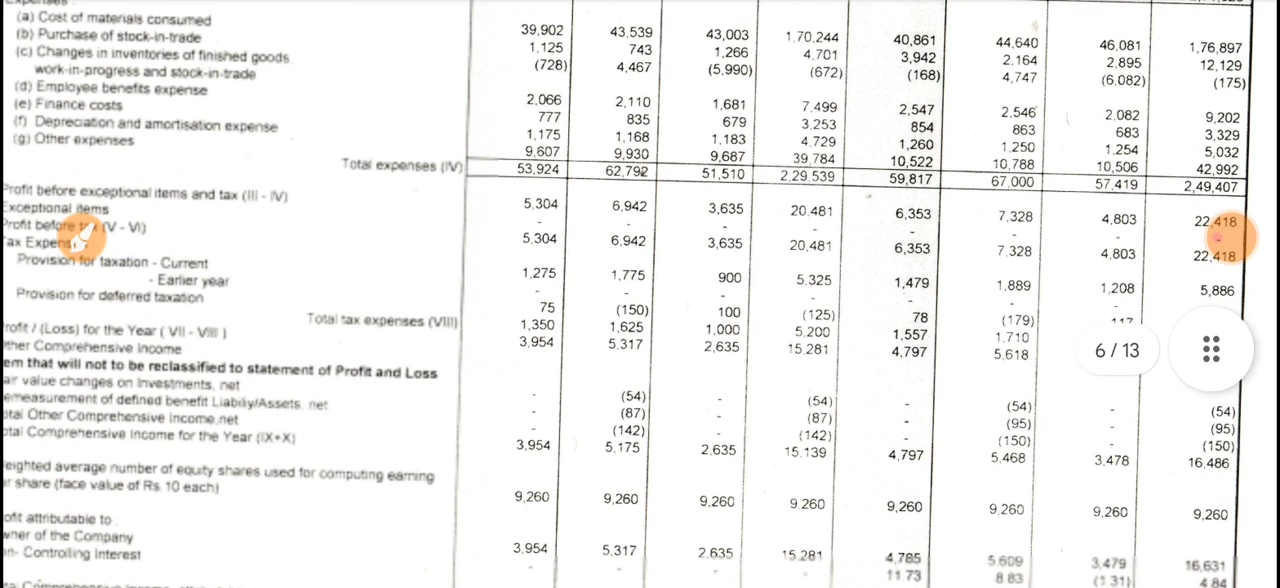 (a) Cost of materials consumed 39,902 43,539 43,003 1,70,244 40,861 44,640 46,081 1,76,897
(b) Purchase of stock-in-trade 1,125 743 1,266 4,701 3,942 2,164 2,895 12,129
(c) Changes in inventories of finished goods, (728) 4,467 (5,990) (672) (168) 4,747 (6,082) (175)
work-in-progress and stock-in-trade
(d) Employee benefits expense 2,066 2,110 1,681 7,499 2,547 2,546 2,082 9,202
(e) Finance costs 777 835 679 3,253 854 863 683 3,329
(f) Depreciation and amortisation expense 1,175 1,168 1,183 4,729 1,260 1,250 1,254 5,032
(g) Other expenses 9,607 9,930 9,687 39,784 10,522 10,788 10,506 42,992
Total expenses (IV) 53,924 62,792 51,510 2,29,539 59,817 67,000 57,419 2,49,407
Profit before exceptional items and tax (III - IV) 5,304 6,942 3,635 20,481 6,353 7,328 4,803 22,418
Exceptional items - - - - - - - -
Profit before (V - VI) 5,304 6,942 3,635 20,481 6,353 7,328 4,803 22,418
Tax
Provision for taxation - Current 1,275 1,775 900 5,325 1,479 1,889 1,208 5,886
- Earlier year - - - - - - -
Provision for deferred taxation 75 (150) 100 (125) 78 (179) 117
Total tax expenses (VIII) 1,350 1,625 1,000 5,200 1,557 1,710
rofit / (Loss) for the Year ( VII - VIII ) 3,954 5,317 2,635 15,281 4,797 5,618
ther Comprehensive Income
em that will not to be reclassified to statement of Profit and Loss
air value changes on Investments, net - (54) - (54) - (54) - (54)
emeasurement of defined benefit Liabiliy/Assets, net - (87) - (87) - (95) - (95)
otal Other Comprehensive Income,net - (142) - (142) - (150) - (150)
otal Comprehensive Income for the Year (IX+X) 3,954 5,175 2,635 15,139 4,797 5,468 3,478 16,486
eighted average number of equity shares used for computing earning
r share (face value of Rs. 10 each) 9,260 9,260 9,260 9,260 9,260 9,260 9,260 9,260
ofit attributable to :
wner of the Company 3,954 5,317 2,635 15,281 4,785 5,609 3,479 16,631
on- Controlling Interest - - - - 11.73 8.83 (1.31) 4.84
6 / 13